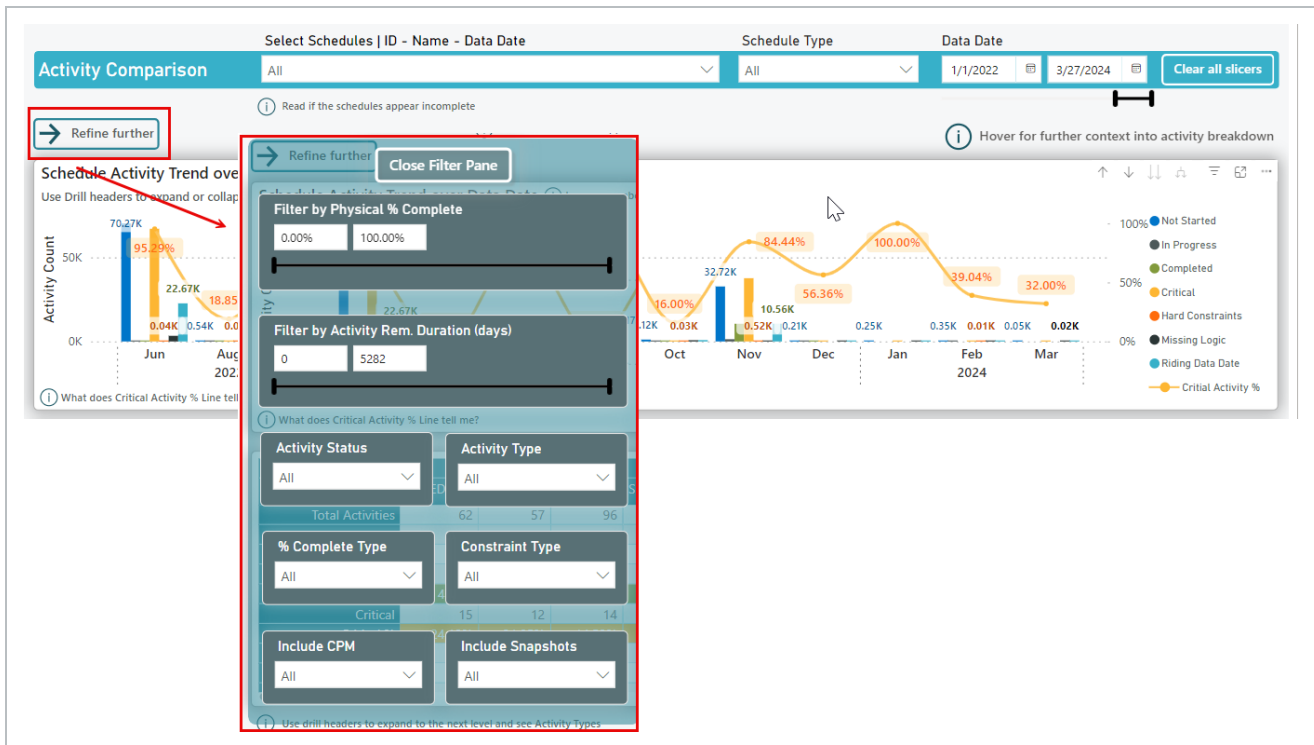 Select Schedules | ID - Name - Data Date
Schedule Type
Data Date
Activity Comparison
All
All
1/1/2022
3/27/2024
Clear all slicers
Read if the schedules appear incomplete
Refine further
Hover for further context into activity breakdown
Schedule Activity Trend ove
Use Drill headers to expand or collap
Activity Count
50K
0K
70.27K
95.29%
22.67K
18.85
0.04K
0.54K
0.0
Jun
Aug
202
What does Critical Activity % Line tell
Refine further
Close Filter Pane
Schedule Activity Trend over Data Date
Filter by Physical % Complete
0.00%
100.00%
22.67K
Filter by Activity Rem. Duration (days)
0
5282
What does Critical Activity % Line tell me?
Activity Status
All
Activity Type
All
Total Activities
62
57
96
% Complete Type
All
Constraint Type
All
Critical
15
12
14
Include CPM
All
Include Snapshots
All
Use drill headers to expand to the next level and see Activity Types
16.00%
32.72K
84.44%
10.56K
56.36%
100.00%
39.04%
32.00%
.12K
0.03K
0.52K
0.21K
0.25K
0.35K
0.01K
0.05K
0.02K
Oct
Nov
Dec
Jan
Feb
Mar
2024
100%
50%
0%
Not Started
In Progress
Completed
Critical
Hard Constraints
Missing Logic
Riding Data Date
Critial Activity %